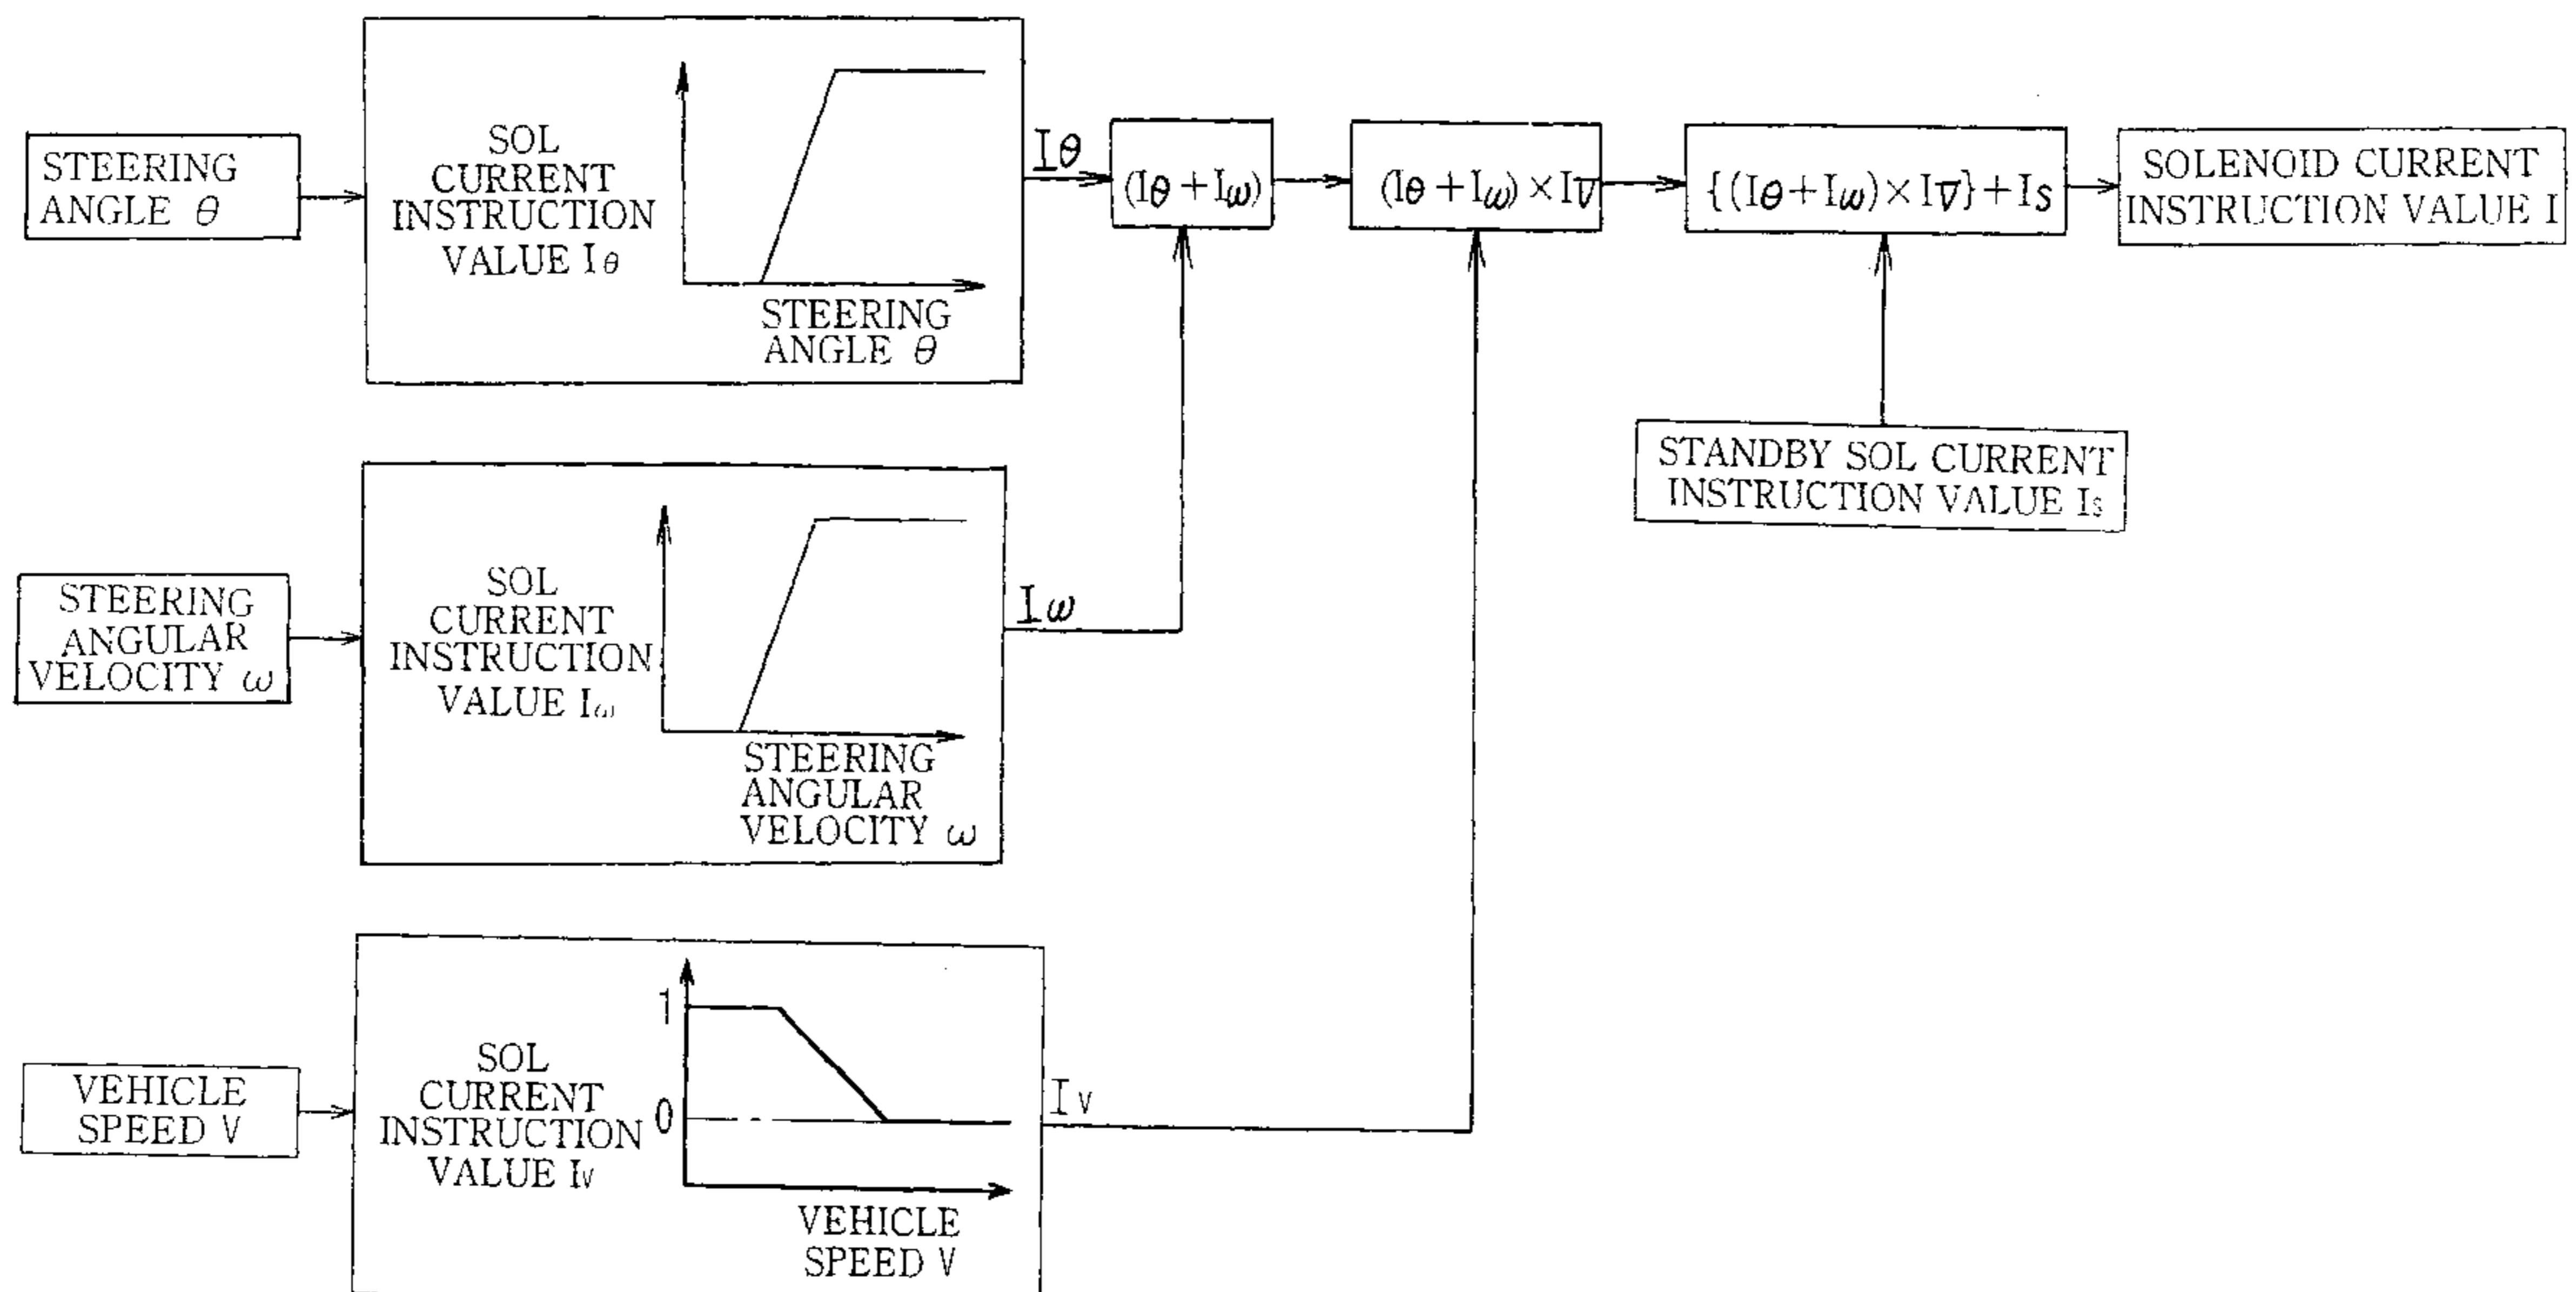 STEERING
ANGLE θ
SOL
CURRENT
INSTRUCTION
VALUE Iθ
STEERING
ANGLE θ
Iθ
(Iθ+Iω)
(Iθ+Iω)×IV
{(Iθ+Iω)×IV}+IS
SOLENOID CURRENT
INSTRUCTION VALUE I
STANDBY SOL CURRENT
INSTRUCTION VALUE IS
STEERING
ANGULAR
VELOCITY ω
SOL
CURRENT
INSTRUCTION
VALUE Iω
STEERING
ANGULAR
VELOCITY ω
Iω
VEHICLE
SPEED V
SOL
CURRENT
INSTRUCTION
VALUE IV
1
0
VEHICLE
SPEED V
IV